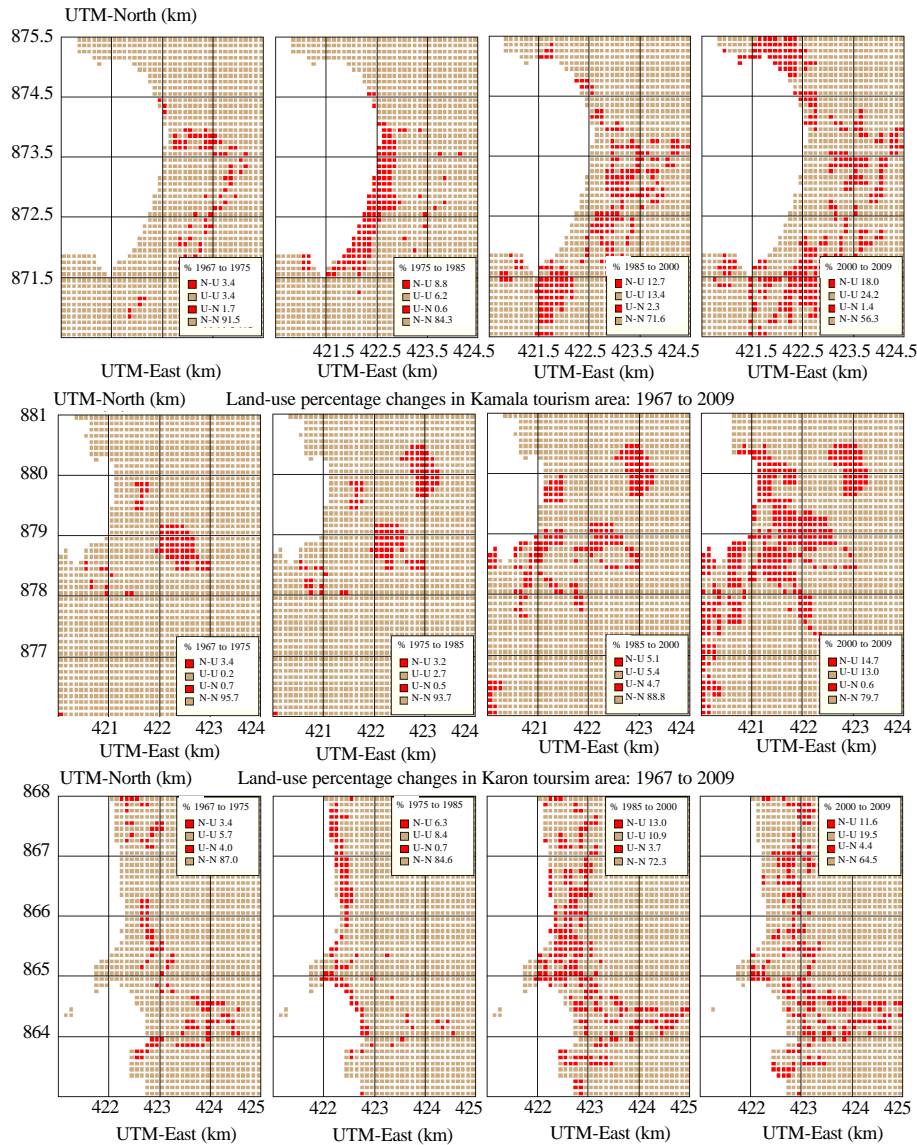 UTM-North (km)
875.5
874.5
873.5
872.5
871.5
% 1967 to 1975
N-U 3.4
U-U 3.4
U-N 1.7
N-N 91.5
% 1975 to 1985
N-U 8.8
U-U 6.2
U-N 0.6
N-N 84.3
% 1985 to 2000
N-U 12.7
U-U 13.4
U-N 2.3
N-N 71.6
% 2000 to 2009
N-U 18.0
U-U 24.2
U-N 1.4
N-N 56.3
421.5 422.5 424.5
421.5 422.5 424.5
421.5 422.5 424.5
UTM-East (km)
UTM-East (km)
UTM-East (km)
UTM-East (km)
UTM-North (km) Land-use percentage changes in Kamala tourism area: 1967 to 2009
881
880
879
878
877
% 1967 to 1975
N-U 3.4
U-U 0.2
U-N 0.7
N-N 95.7
% 1975 to 1985
N-U 3.2
U-U 2.7
U-N 0.5
N-N 93.7
% 1985 to 2000
N-U 5.1
U-U 5.4
U-N 4.7
N-N 88.8
% 2000 to 2009
N-U 14.7
U-U 13.0
U-N 0.6
N-N 79.7
421 422 423 424
421 422 423 424
421 422 423 424
421 422 423 424
UTM-East (km)
UTM-East (km)
UTM-East (km)
UTM-East (km)
UTM-North (km) Land-use percentage changes in Karon toursim area: 1967 to 2009
868
867
866
865
864
% 1967 to 1975
N-U 3.4
U-U 5.7
U-N 4.0
N-N 87.0
% 1975 to 1985
N-U 6.3
U-U 8.4
U-N 0.7
N-N 84.6
% 1985 to 2000
N-U 13.0
U-U 10.9
U-N 3.7
N-N 72.3
% 2000 to 2009
N-U 11.6
U-U 19.5
U-N 4.4
N-N 64.5
422 423 424 425
422 423 424 425
422 423 424 425
422 423 424 425
UTM-East (km)
UTM-East (km)
UTM-East (km)
UTM-East (km)